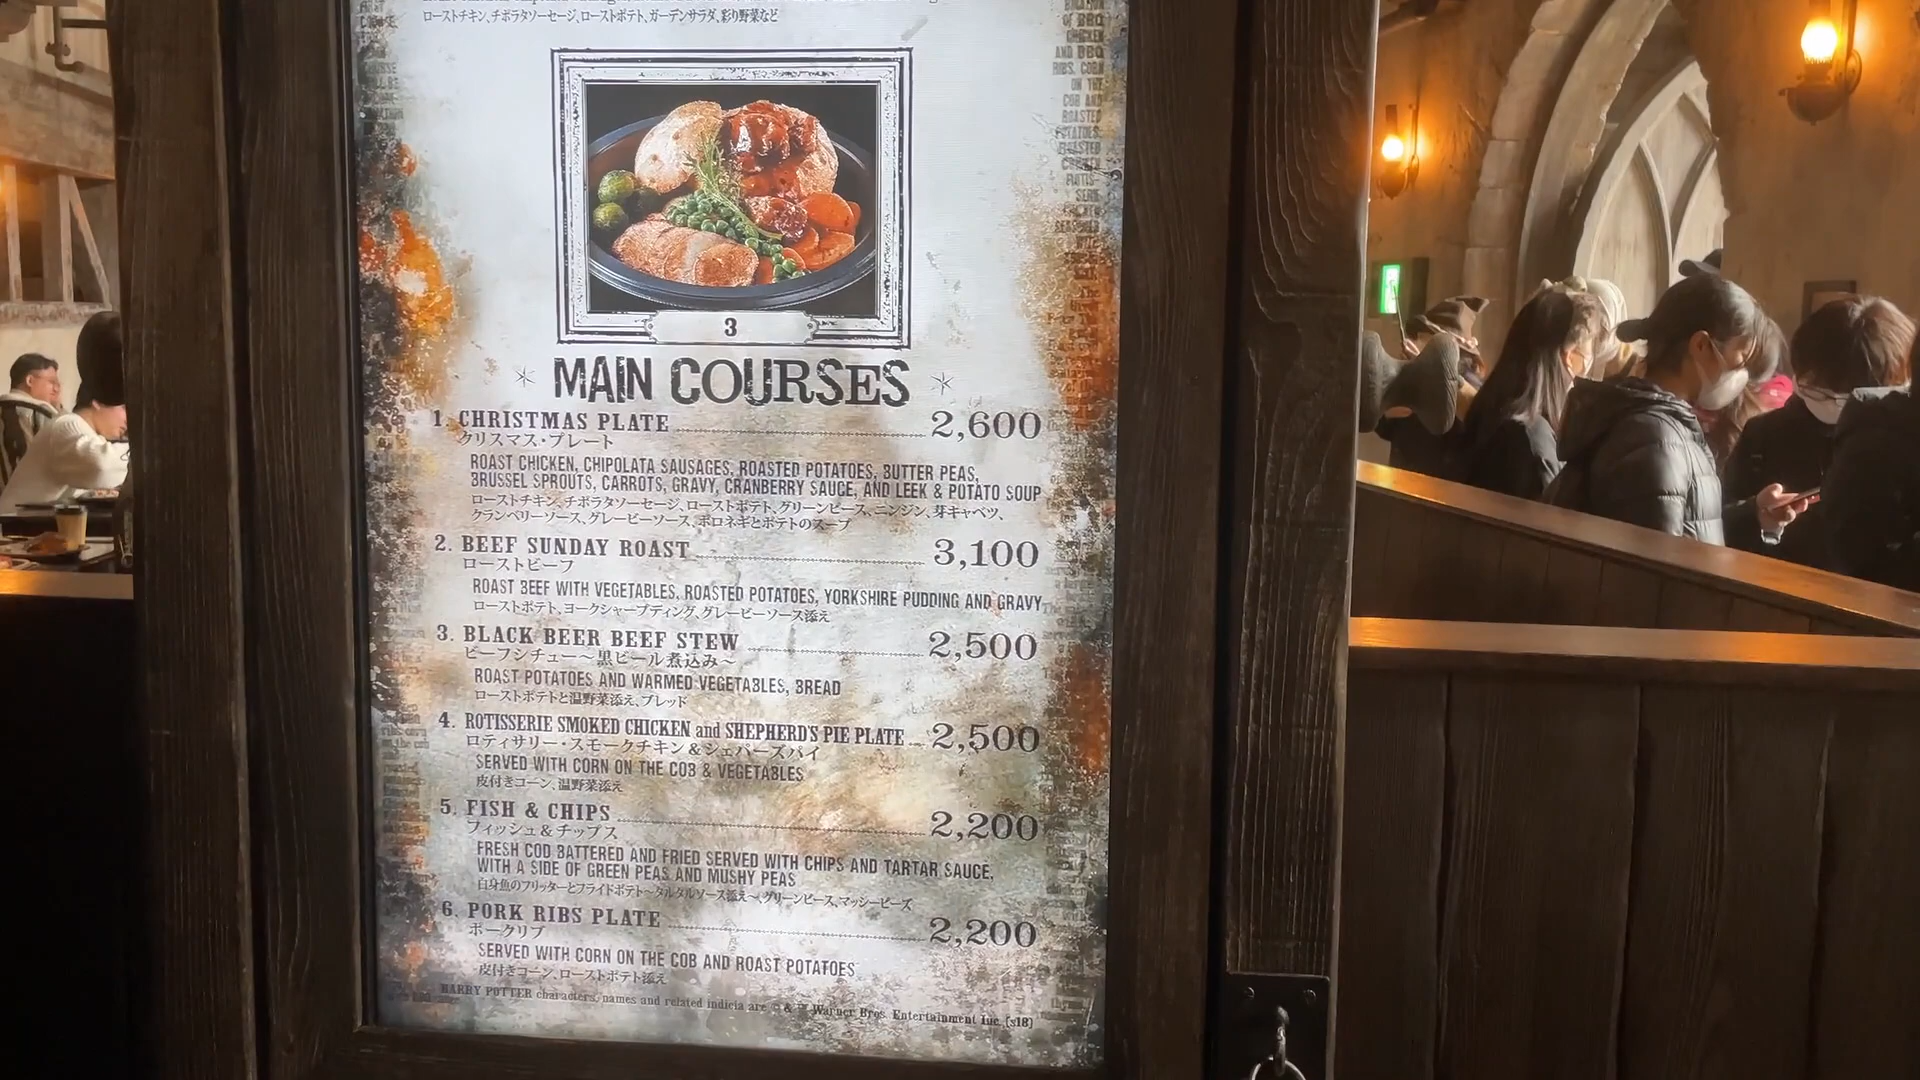 ローストチキン、チポラタソーセージ、ローストポテト、ガーデンサラダ、彩り野菜など
3
MAIN COURSES
1. CHRISTMAS PLATE 2,600
クリスマス・プレート
ROAST CHICKEN, CHIPOLATA SAUSAGES, ROASTED POTATOES, BUTTER PEAS,
BRUSSEL SPROUTS, CARROTS, GRAVY, CRANBERRY SAUCE, AND LEEK & POTATO SOUP
ローストチキン、チポラタソーセージ、ローストポテト、グリーンピース、ニンジン、芽キャベツ、
クランベリーソース、グレービーソース、ポロネギとポテトのスープ
2. BEEF SUNDAY ROAST 3,100
ローストビーフ
ROAST BEEF WITH VEGETABLES, ROASTED POTATOES, YORKSHIRE PUDDING AND GRAVY
ローストポテト、ヨークシャープディング、グレービーソース添え
3. BLACK BEER BEEF STEW 2,500
ビーフシチュー～黒ビール煮込み～
ROAST POTATOES AND WARMED VEGETABLES, BREAD
ローストポテトと温野菜添え、ブレッド
4. ROTISSERIE SMOKED CHICKEN and SHEPHERD'S PIE PLATE 2,500
ロティサリー・スモークチキン＆シェパーズパイ
SERVED WITH CORN ON THE COB & VEGETABLES
皮付きコーン、温野菜添え
5. FISH & CHIPS 2,200
フィッシュ＆チップス
FRESH COD BATTERED AND FRIED SERVED WITH CHIPS AND TARTAR SAUCE,
WITH A SIDE OF GREEN PEAS AND MUSHY PEAS
白身魚のフリッターとフライドポテト～タルタルソース添え～、グリーンピース、マッシーピーズ
6. PORK RIBS PLATE 2,200
ポークリブ
SERVED WITH CORN ON THE COB AND ROAST POTATOES
皮付きコーン、ローストポテト添え
HARRY POTTER characters, names and related indicia are © & ™ Warner Bros. Entertainment Inc. (s18)
OF BBQ
CHICKEN
AND BBQ
RIBS, CORN
ON THE
COB AND
ROASTED
POTATOES